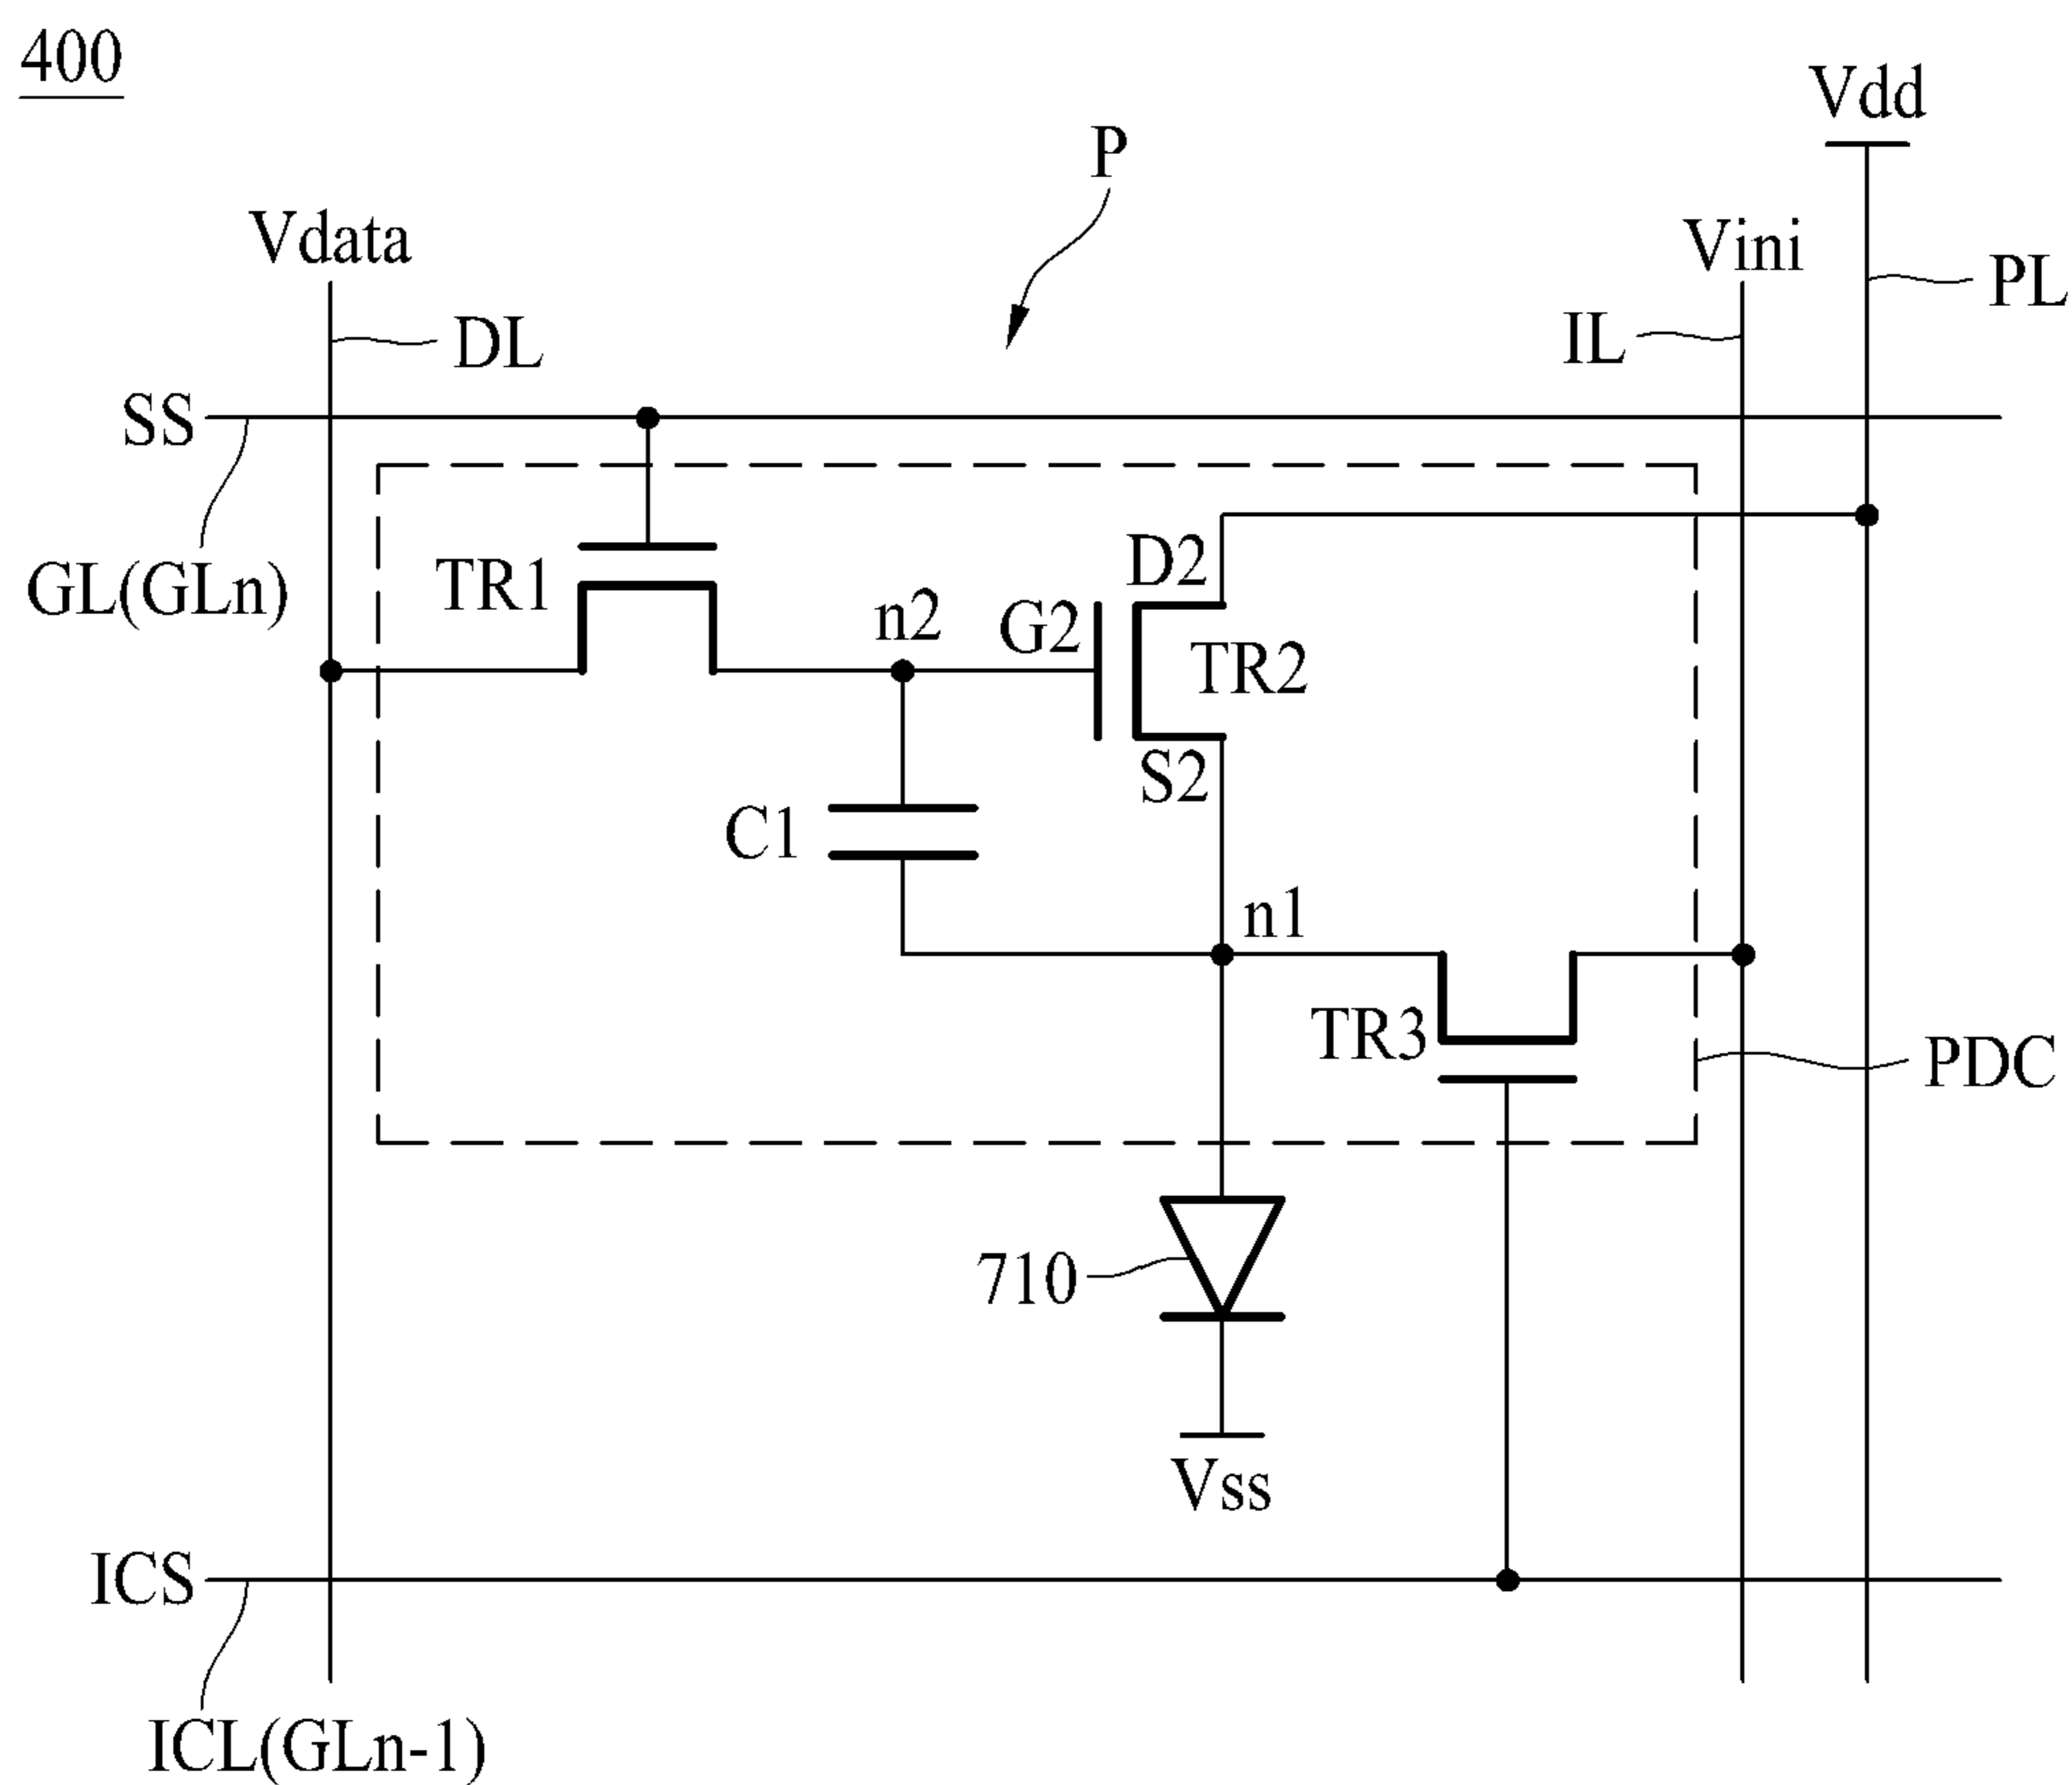 400
Vdd
P
Vdata
Vini
PL
DL
IL
SS
GL(GLn)
TR1
D2
n2
G2
TR2
S2
C1
n1
TR3
PDC
710
Vss
ICS
ICL(GLn-1)